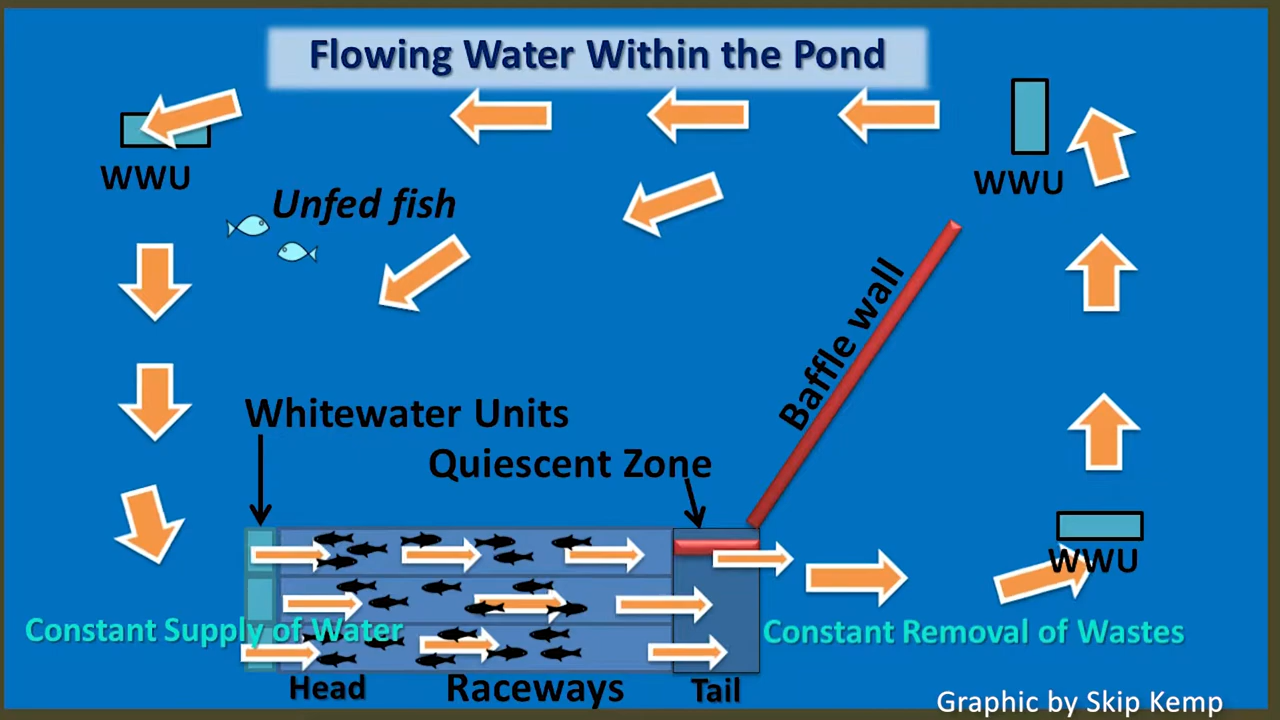 Flowing Water Within the Pond
WWU
WWU
Unfed fish
Baffle wall
Whitewater Units
Quiescent Zone
WWU
Constant Supply of Water
Constant Removal of Wastes
Head
Raceways
Tail
Graphic by Skip Kemp